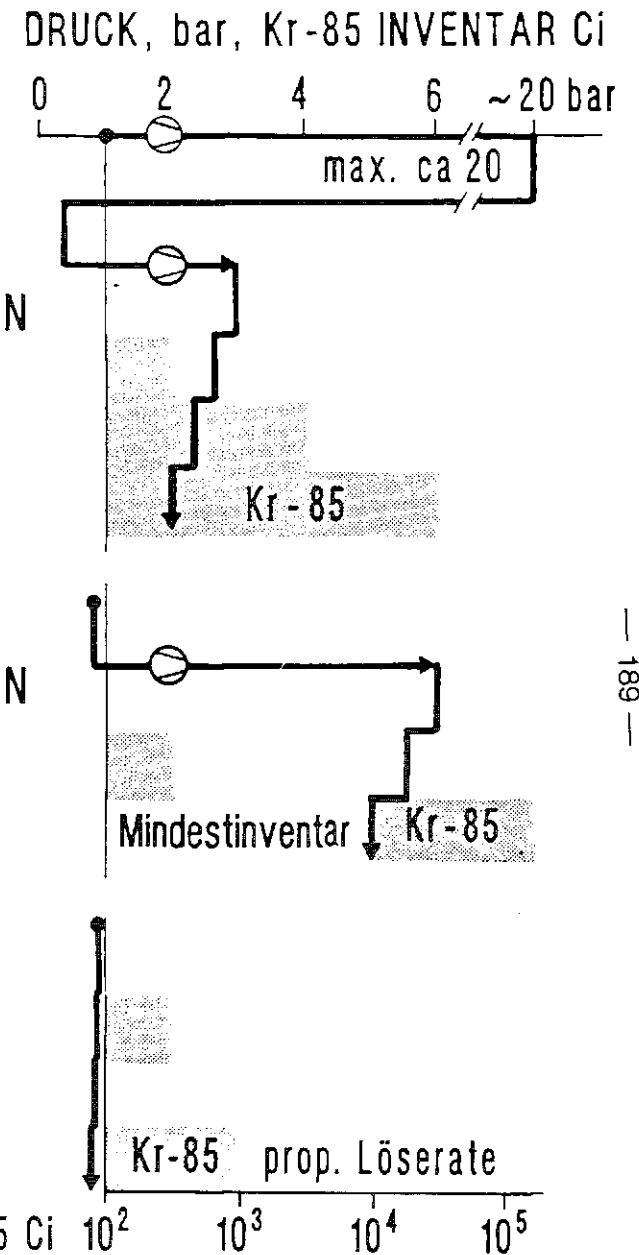 DRUCK, bar, Kr-85 INVENTAR Ci
0 2 4 6 ~20 bar
max. ca 20
N
Kr-85
N
Mindestinventar Kr-85
Kr-85 prop. Löserate
5 Ci 10² 10³ 10⁴ 10⁵
— 189 —